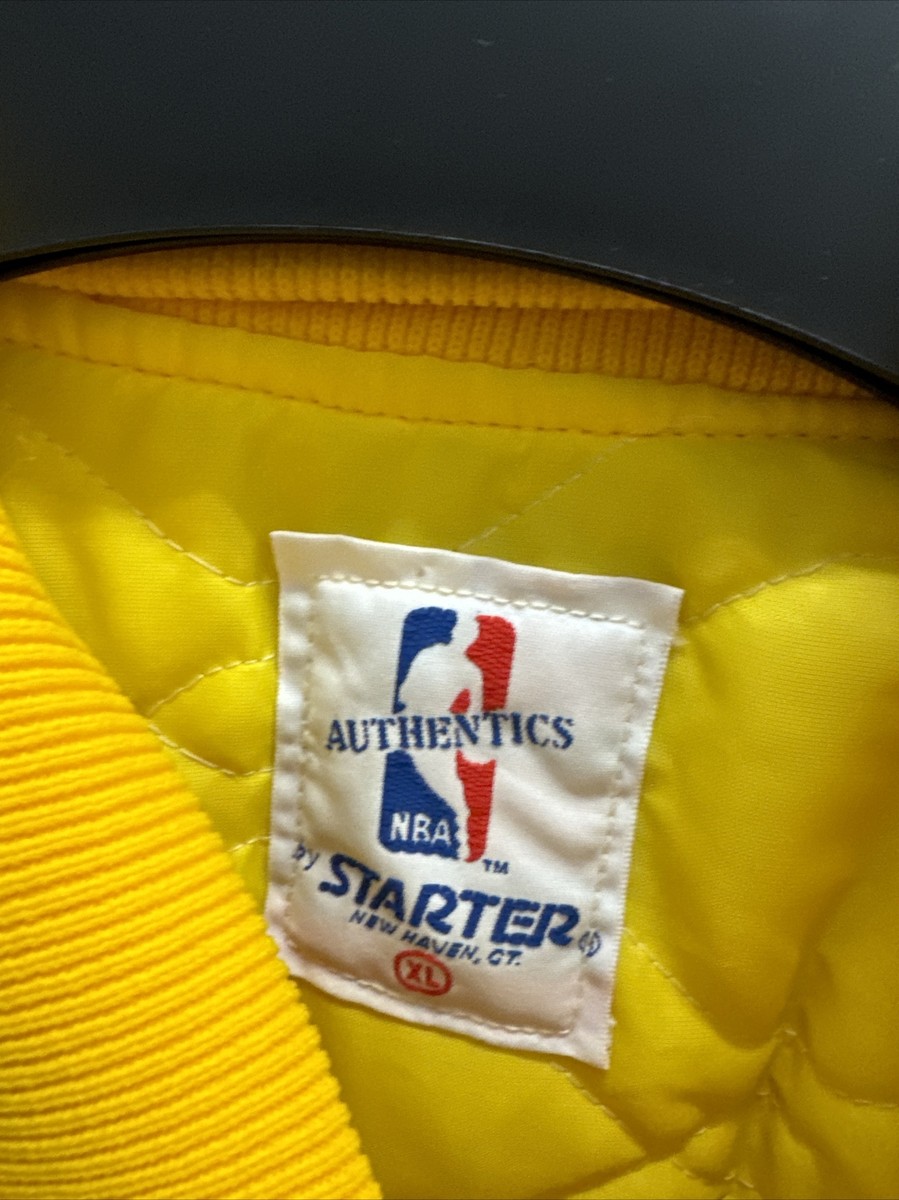 AUTHENTICS
NBA
TM
by STARTER®
NEW HAVEN, CT.
XL